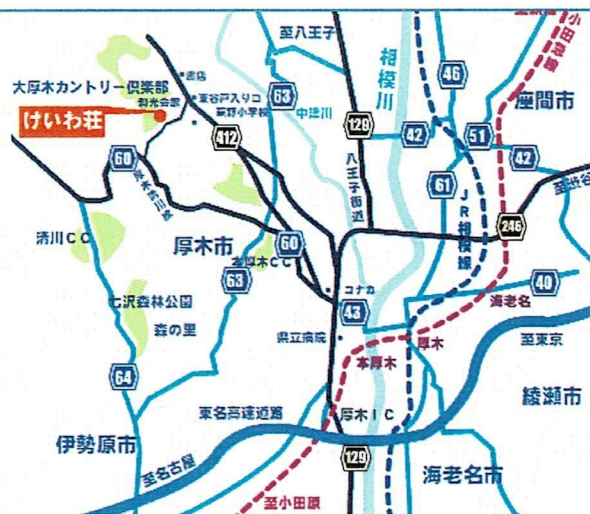 至八王子
小田急線
相模川
書店
大厚木カントリー倶楽部
東谷戸入り口
荻野小学校
63
中津川
46
座間市
けいわ荘
412
129
42
51
42
60
八王子街道
61
JR相模線
至渋谷
246
清川CC
厚木市
60
本厚木CC
63
40
七沢森林公園
コナカ
43
海老名
森の里
県立病院
厚木
至東京
本厚木
64
綾瀬市
東名高速道路
厚木IC
伊勢原市
129
至名古屋
海老名市
至小田原